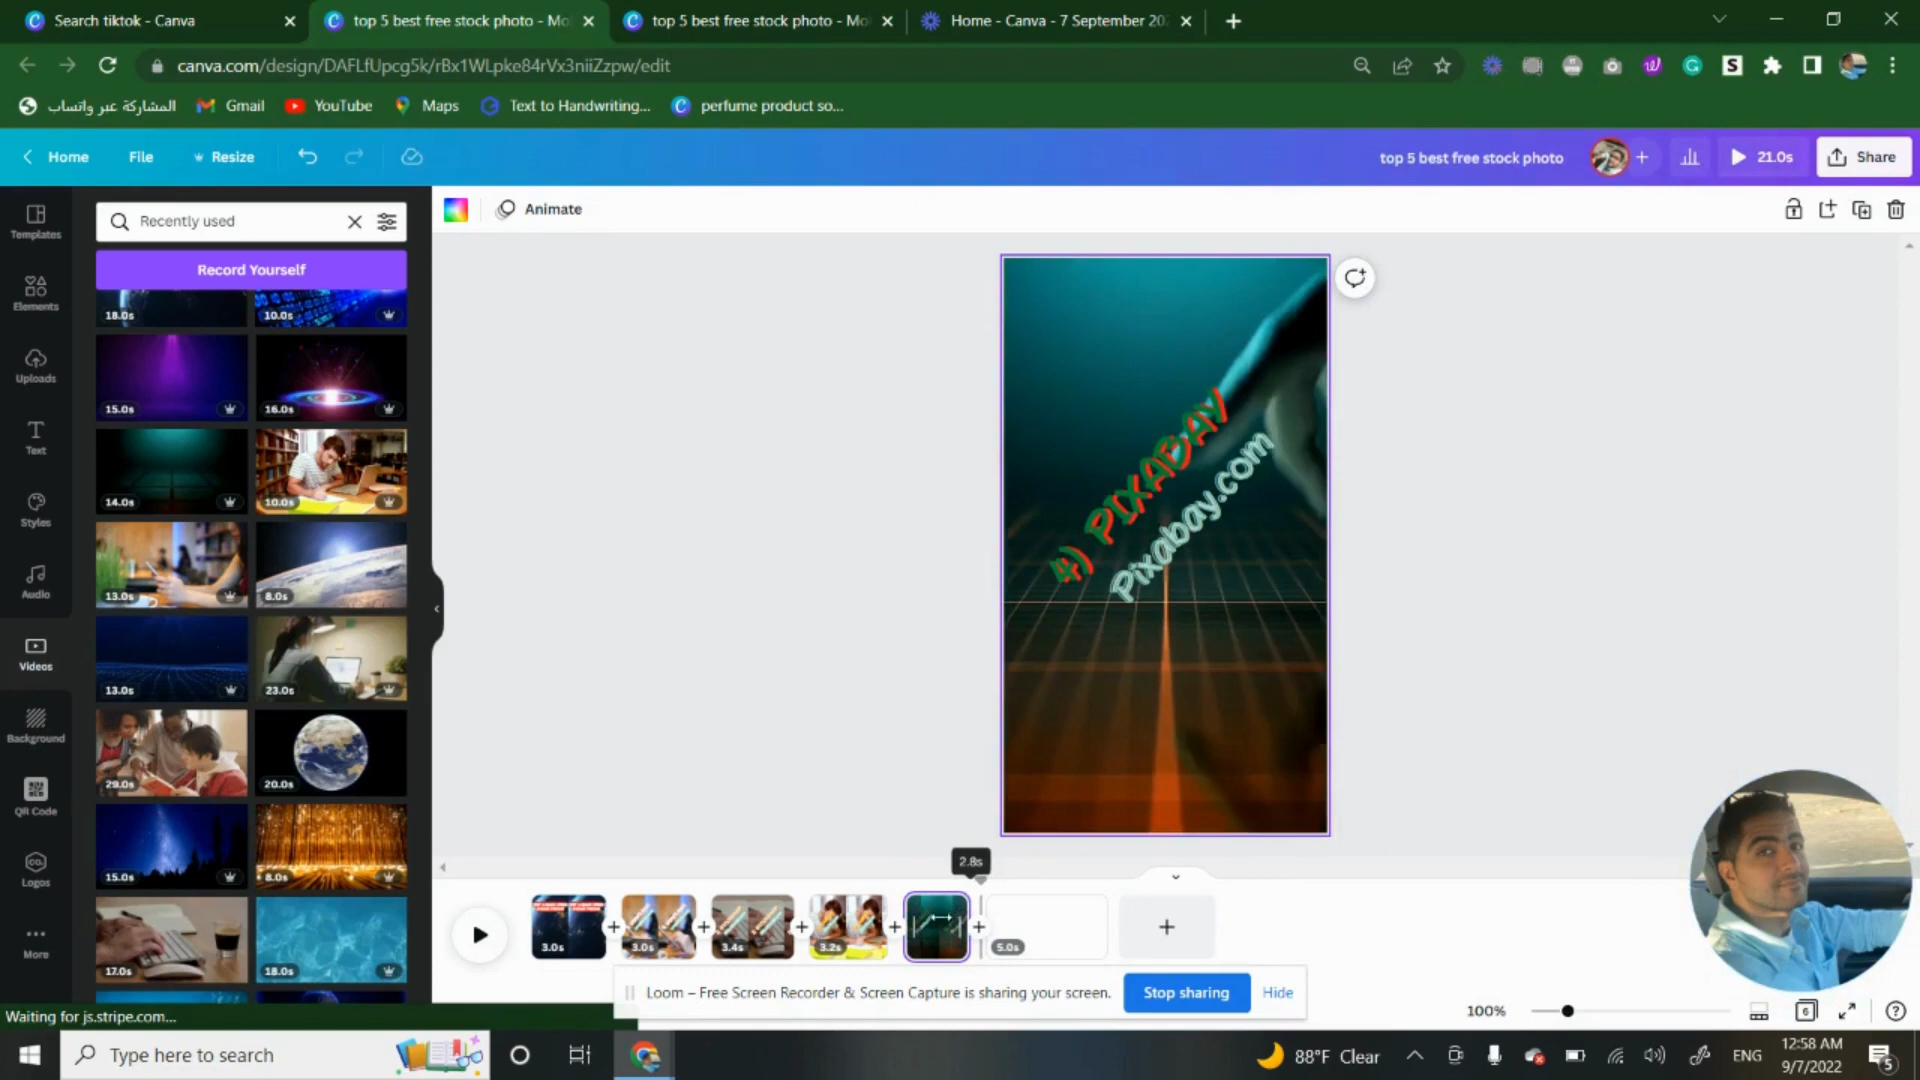 Search tiktok - Canva
top 5 best free stock photo - Mo
top 5 best free stock photo - Mo
Home - Canva - 7 September 202
canva.com/design/DAFLfUpcg5k/rBx1WLpke84rVx3niiZzpw/edit
المشاركة عبر واتساب
Gmail
YouTube
Maps
Text to Handwriting...
perfume product so...
Home
File
Resize
top 5 best free stock photo
21.0s
Share
Templates
Elements
Uploads
Text
Styles
Audio
Videos
Background
QR Code
Logos
More
Recently used
Record Yourself
18.0s
10.0s
15.0s
16.0s
14.0s
10.0s
13.0s
8.0s
13.0s
23.0s
29.0s
20.0s
15.0s
8.0s
17.0s
18.0s
Animate
4) PIXABAY
Pixabay.com
2.8s
3.0s
3.0s
3.4s
3.2s
5.0s
Loom – Free Screen Recorder & Screen Capture is sharing your screen.
Stop sharing
Hide
100%
6
Waiting for js.stripe.com...
Type here to search
88°F Clear
ENG
12:58 AM
9/7/2022
5